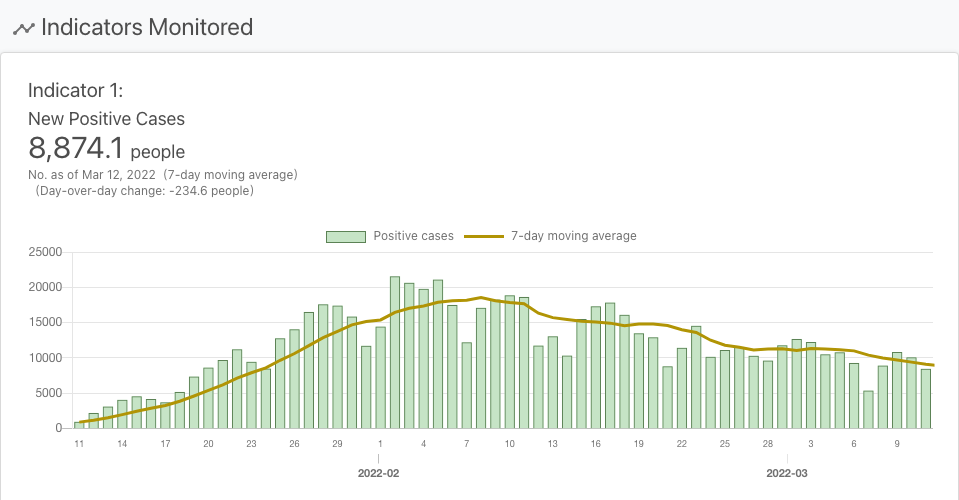 Indicators Monitored
Indicator 1:
New Positive Cases
8,874.1 people
No. as of Mar 12, 2022 (7-day moving average)
(Day-over-day change: -234.6 people)
Positive cases 7-day moving average
25000
20000
15000
10000
5000
0
11 14 17 20 23 26 29 1 4 7 10 13 16 19 22 25 28 3 6 9
2022-02 2022-03